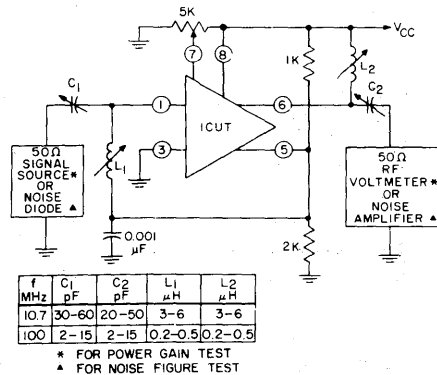 5K
V_CC
7
8
1K
L2
C1
C2
1
6
ICUT
3
5
L1
50Ω
SIGNAL
SOURCE*
OR
NOISE
DIODE ▲
50Ω
RF
VOLTMETER*
OR
NOISE
AMPLIFIER▲
0.001
μF
2K
f MHz C1 pF C2 pF L1 μH L2 μH
10.7 30-60 20-50 3-6 3-6
100 2-15 2-15 0.2-0.5 0.2-0.5
* FOR POWER GAIN TEST
▲ FOR NOISE FIGURE TEST